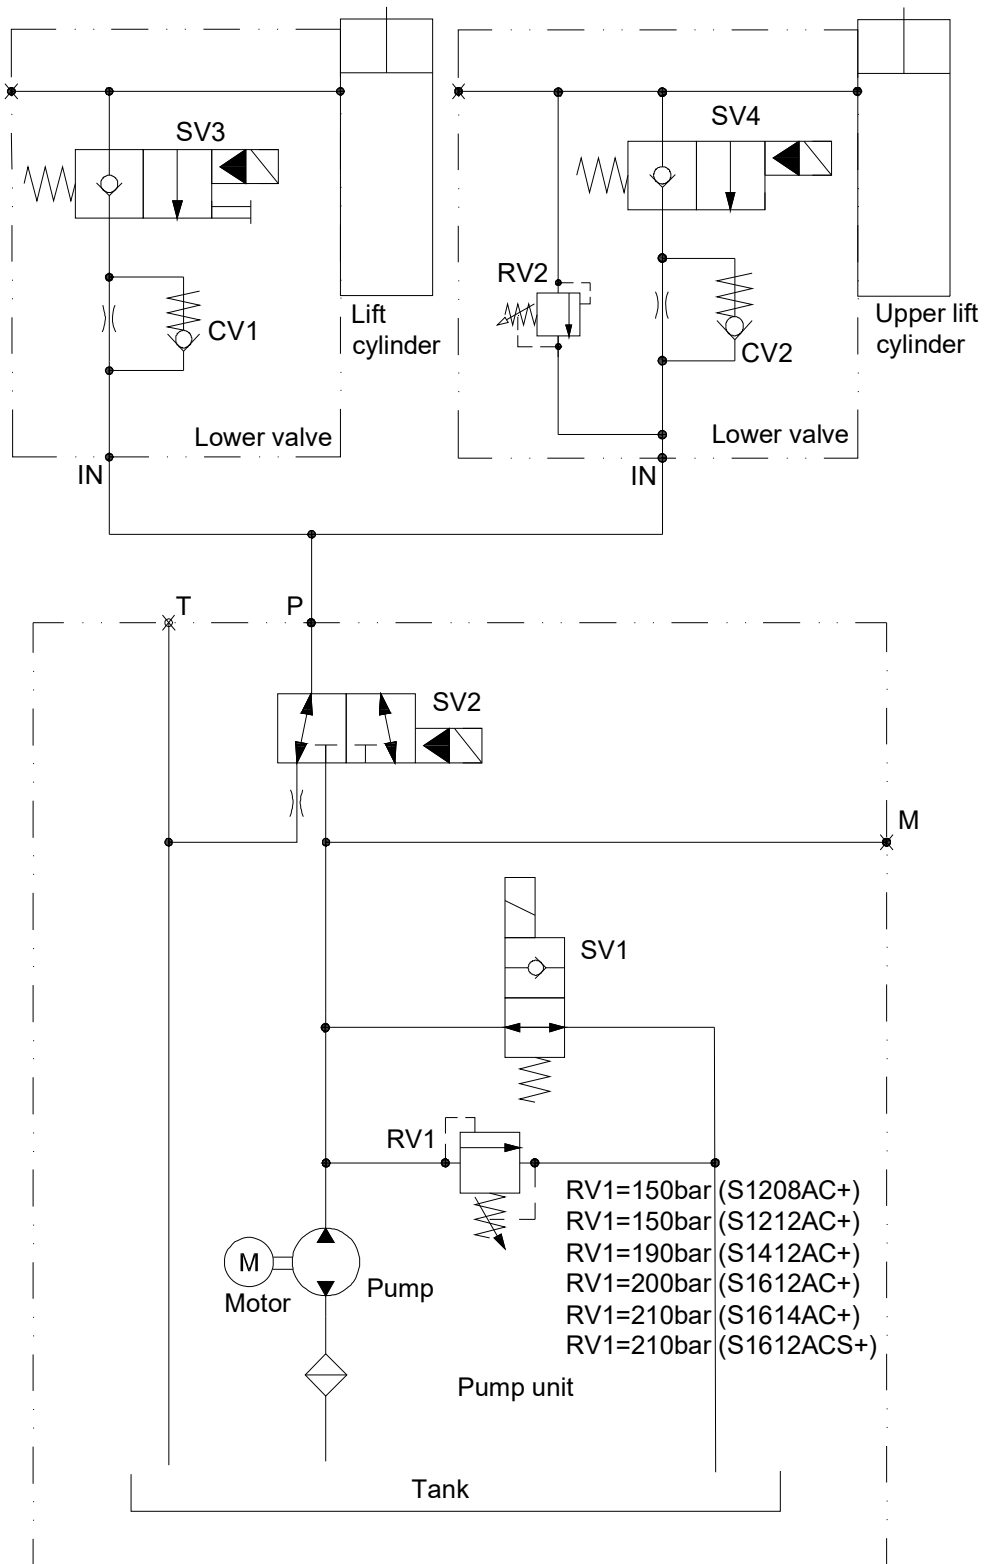 SV3
SV4
RV2
CV1
CV2
Lift
cylinder
Upper lift
cylinder
Lower valve
Lower valve
IN
IN
T
P
SV2
M
SV1
RV1
RV1=150bar (S1208AC+)
RV1=150bar (S1212AC+)
RV1=190bar (S1412AC+)
RV1=200bar (S1612AC+)
RV1=210bar (S1614AC+)
RV1=210bar (S1612ACS+)
M
Motor
Pump
Pump unit
Tank